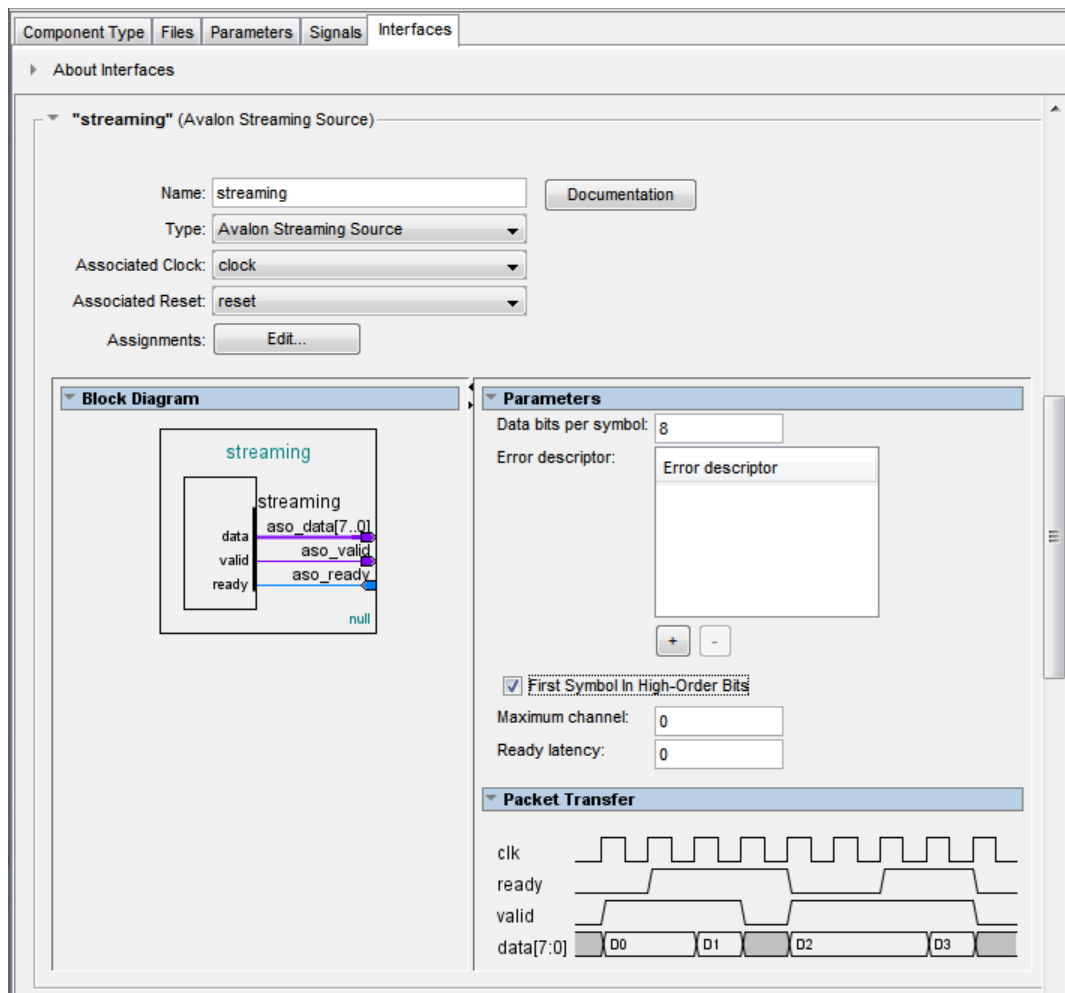 Component Type Files Parameters Signals Interfaces
About Interfaces
"streaming" (Avalon Streaming Source)
Name: streaming Documentation
Type: Avalon Streaming Source
Associated Clock: clock
Associated Reset: reset
Assignments: Edit...
Block Diagram
streaming
streaming
data aso_data[7..0]
valid aso_valid
ready aso_ready
null
Parameters
Data bits per symbol: 8
Error descriptor: Error descriptor
+ -
First Symbol In High-Order Bits
Maximum channel: 0
Ready latency: 0
Packet Transfer
clk
ready
valid
data[7:0] D0 D1 D2 D3